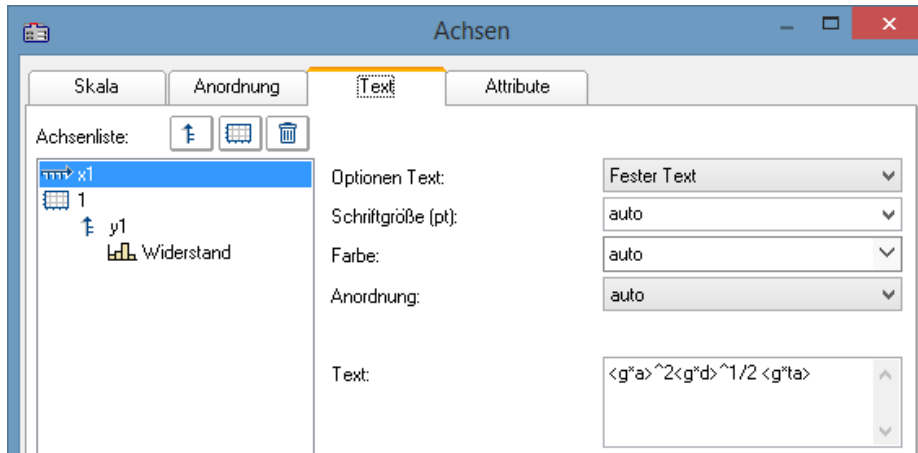 Achsen
Skala
Anordnung
Text
Attribute
Achsenliste:
x1
1
y1
Widerstand
Optionen Text:
Fester Text
Schriftgröße (pt):
auto
Farbe:
auto
Anordnung:
auto
Text:
<g*a>^2<g*d>^1/2 <g*ta>